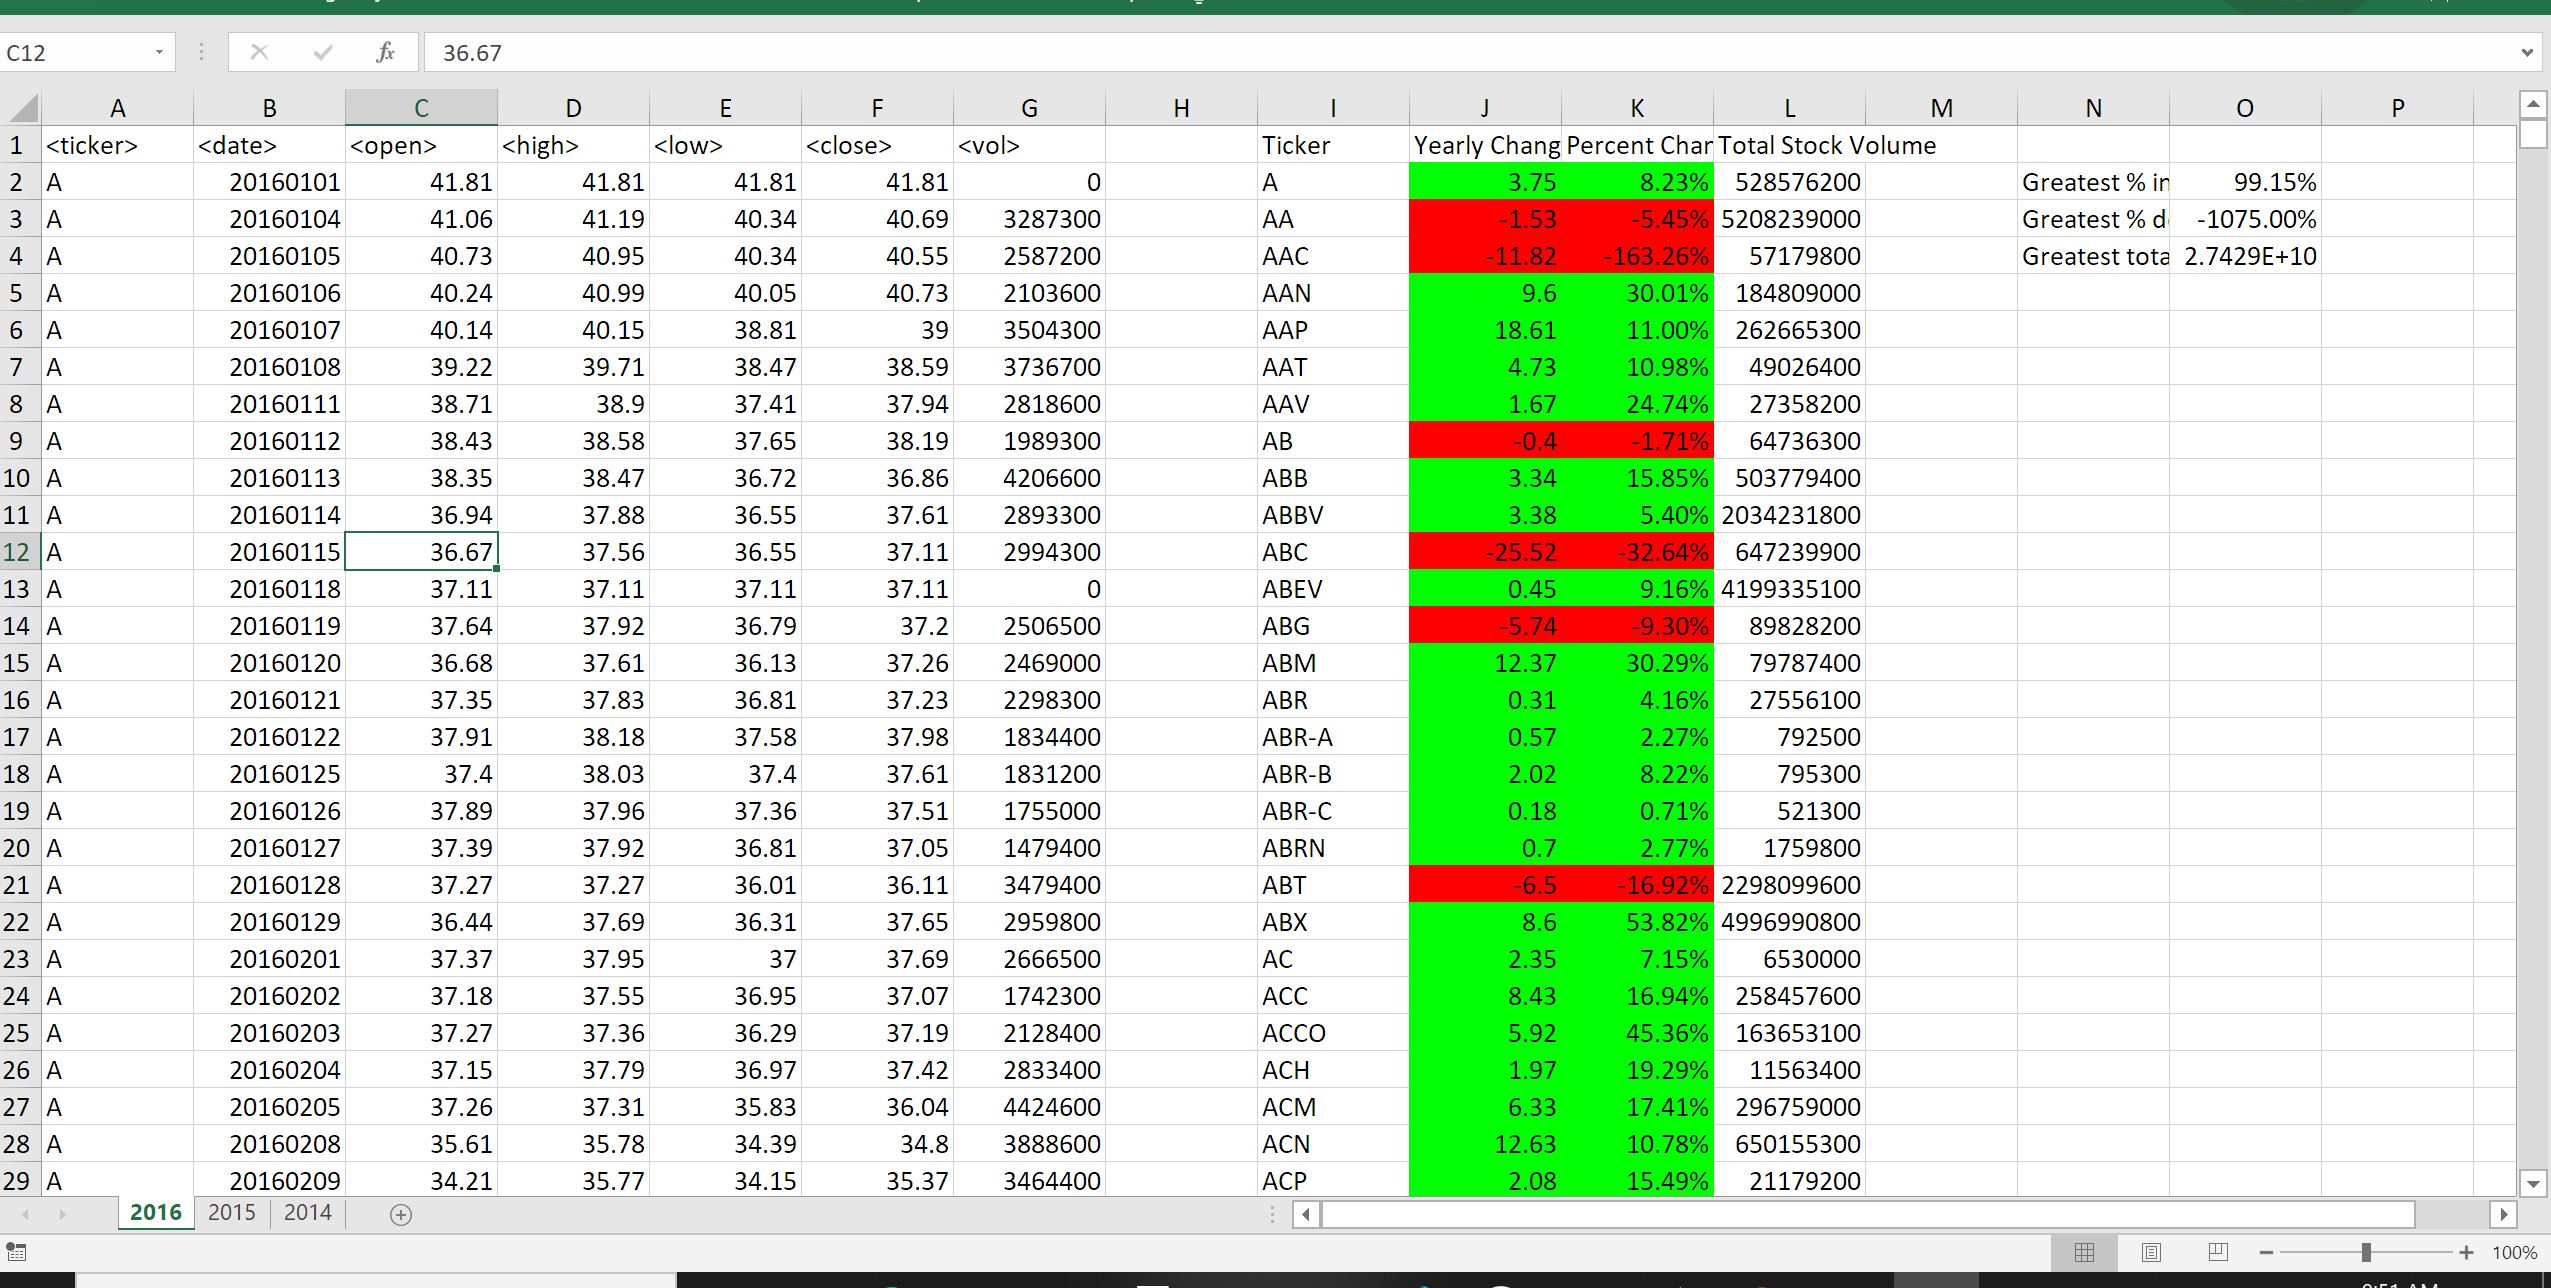 C12 fx 36.67
A B C D E F G H I J K L M N O P
1 <ticker> <date> <open> <high> <low> <close> <vol> Ticker Yearly Chang Percent Char Total Stock Volume
2 A 20160101 41.81 41.81 41.81 41.81 0 A 3.75 8.23% 528576200 Greatest % in 99.15%
3 A 20160104 41.06 41.19 40.34 40.69 3287300 AA -1.53 -5.45% 5208239000 Greatest % d -1075.00%
4 A 20160105 40.73 40.95 40.34 40.55 2587200 AAC -11.82 -163.26% 57179800 Greatest tota 2.7429E+10
5 A 20160106 40.24 40.99 40.05 40.73 2103600 AAN 9.6 30.01% 184809000
6 A 20160107 40.14 40.15 38.81 39 3504300 AAP 18.61 11.00% 262665300
7 A 20160108 39.22 39.71 38.47 38.59 3736700 AAT 4.73 10.98% 49026400
8 A 20160111 38.71 38.9 37.41 37.94 2818600 AAV 1.67 24.74% 27358200
9 A 20160112 38.43 38.58 37.65 38.19 1989300 AB -0.4 -1.71% 64736300
10 A 20160113 38.35 38.47 36.72 36.86 4206600 ABB 3.34 15.85% 503779400
11 A 20160114 36.94 37.88 36.55 37.61 2893300 ABBV 3.38 5.40% 2034231800
12 A 20160115 36.67 37.56 36.55 37.11 2994300 ABC -25.52 -32.64% 647239900
13 A 20160118 37.11 37.11 37.11 37.11 0 ABEV 0.45 9.16% 4199335100
14 A 20160119 37.64 37.92 36.79 37.2 2506500 ABG -5.74 -9.30% 89828200
15 A 20160120 36.68 37.61 36.13 37.26 2469000 ABM 12.37 30.29% 79787400
16 A 20160121 37.35 37.83 36.81 37.23 2298300 ABR 0.31 4.16% 27556100
17 A 20160122 37.91 38.18 37.58 37.98 1834400 ABR-A 0.57 2.27% 792500
18 A 20160125 37.4 38.03 37.4 37.61 1831200 ABR-B 2.02 8.22% 795300
19 A 20160126 37.89 37.96 37.36 37.51 1755000 ABR-C 0.18 0.71% 521300
20 A 20160127 37.39 37.92 36.81 37.05 1479400 ABRN 0.7 2.77% 1759800
21 A 20160128 37.27 37.27 36.01 36.11 3479400 ABT -6.5 -16.92% 2298099600
22 A 20160129 36.44 37.69 36.31 37.65 2959800 ABX 8.6 53.82% 4996990800
23 A 20160201 37.37 37.95 37 37.69 2666500 AC 2.35 7.15% 6530000
24 A 20160202 37.18 37.55 36.95 37.07 1742300 ACC 8.43 16.94% 258457600
25 A 20160203 37.27 37.36 36.29 37.19 2128400 ACCO 5.92 45.36% 163653100
26 A 20160204 37.15 37.79 36.97 37.42 2833400 ACH 1.97 19.29% 11563400
27 A 20160205 37.26 37.31 35.83 36.04 4424600 ACM 6.33 17.41% 296759000
28 A 20160208 35.61 35.78 34.39 34.8 3888600 ACN 12.63 10.78% 650155300
29 A 20160209 34.21 35.77 34.15 35.37 3464400 ACP 2.08 15.49% 21179200
2016 2015 2014
100%